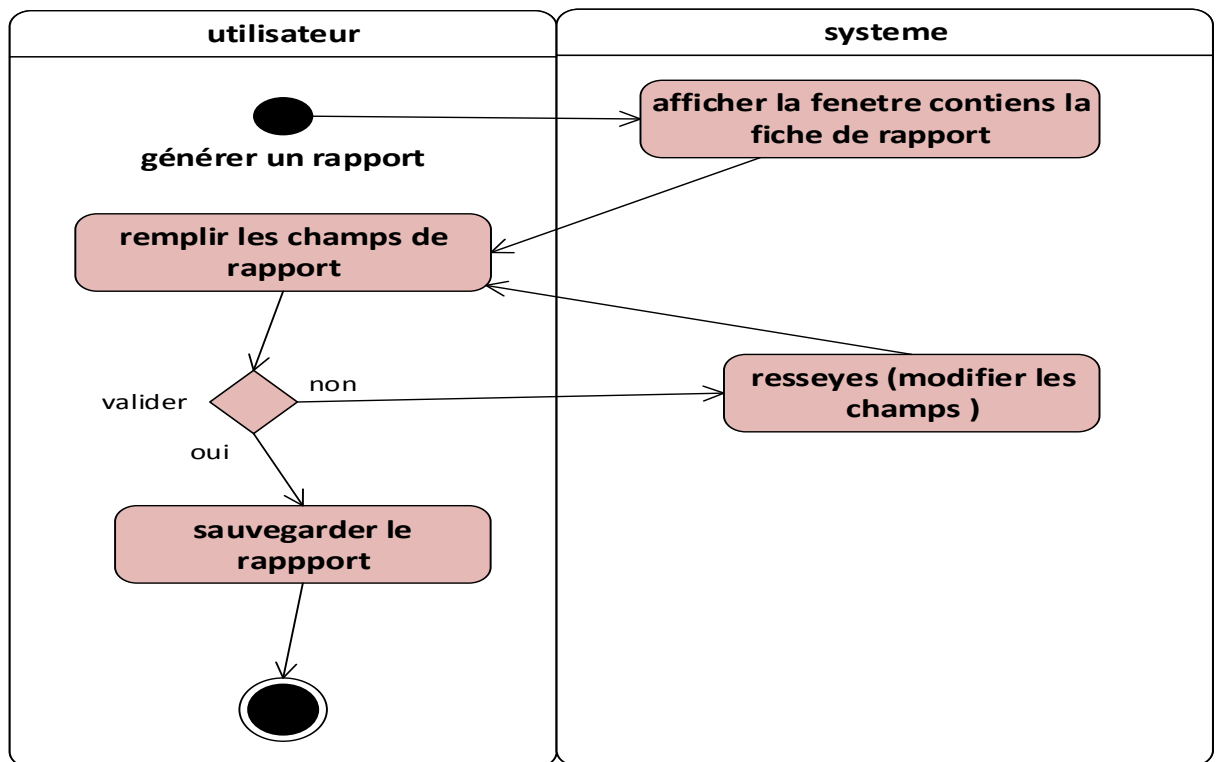 utilisateur
systeme
afficher la fenetre contiens la
fiche de rapport
générer un rapport
remplir les champs de
rapport
non
valider
oui
resseyes (modifier les
champs )
sauvegarder le
rappport